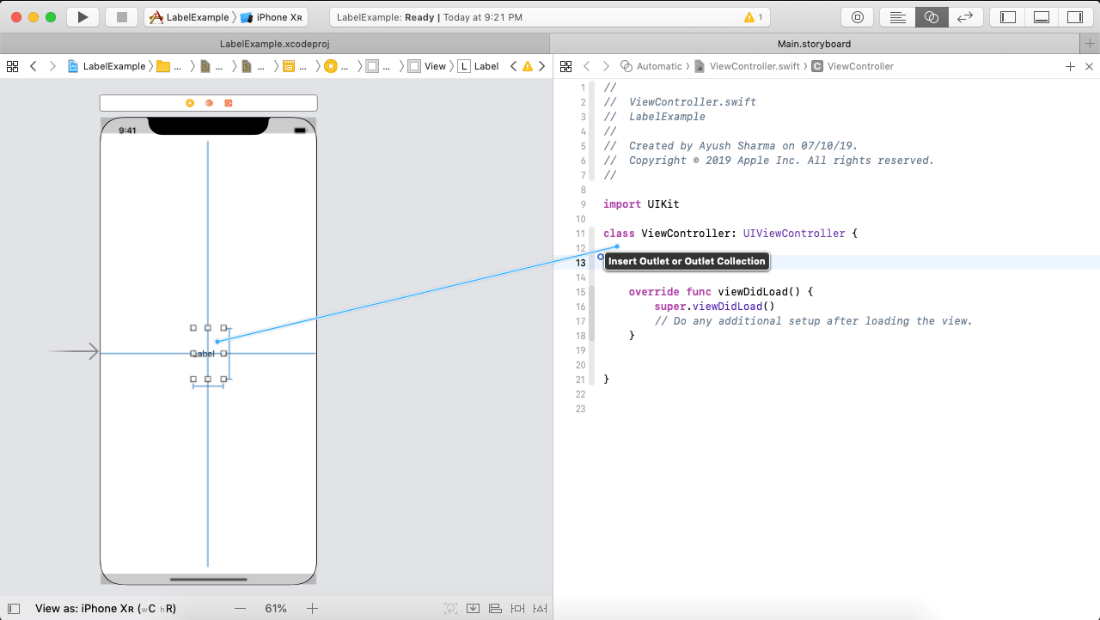 LabelExample iPhone XR
LabelExample: Ready | Today at 9:21 PM
1
LabelExample.xcodeproj
Main.storyboard
LabelExample ... ... ... ... ... ... View L Label
Automatic ViewController.swift C ViewController
9:41
Label
1 //
2 //  ViewController.swift
3 //  LabelExample
4 //
5 //  Created by Ayush Sharma on 07/10/19.
6 //  Copyright © 2019 Apple Inc. All rights reserved.
7 //
8
9 import UIKit
10
11 class ViewController: UIViewController {
12
13 Insert Outlet or Outlet Collection
14
15 override func viewDidLoad() {
16 super.viewDidLoad()
17 // Do any additional setup after loading the view.
18 }
19
20
21 }
22
23
View as: iPhone XR (wC hR) — 61% +